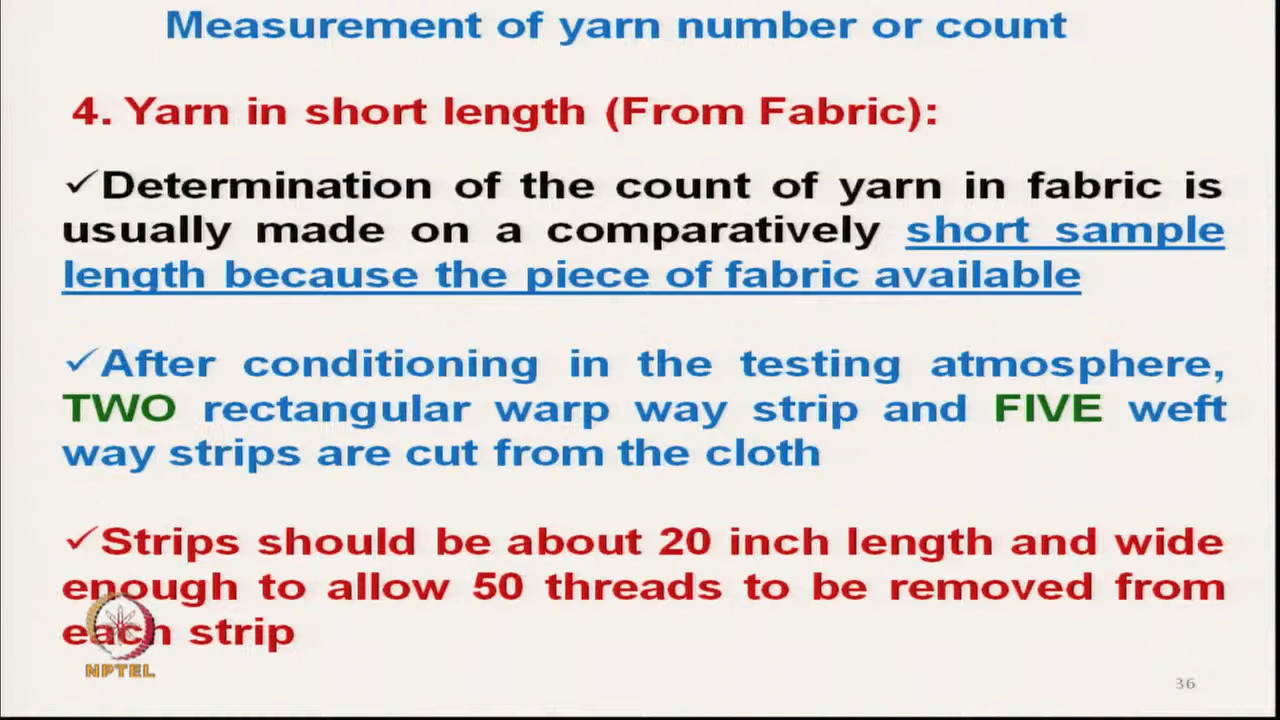 Measurement of yarn number or count
4. Yarn in short length (From Fabric):
✓Determination of the count of yarn in fabric is
usually made on a comparatively short sample
length because the piece of fabric available
✓After conditioning in the testing atmosphere,
TWO rectangular warp way strip and FIVE weft
way strips are cut from the cloth
✓Strips should be about 20 inch length and wide
enough to allow 50 threads to be removed from
each strip
NPTEL
36